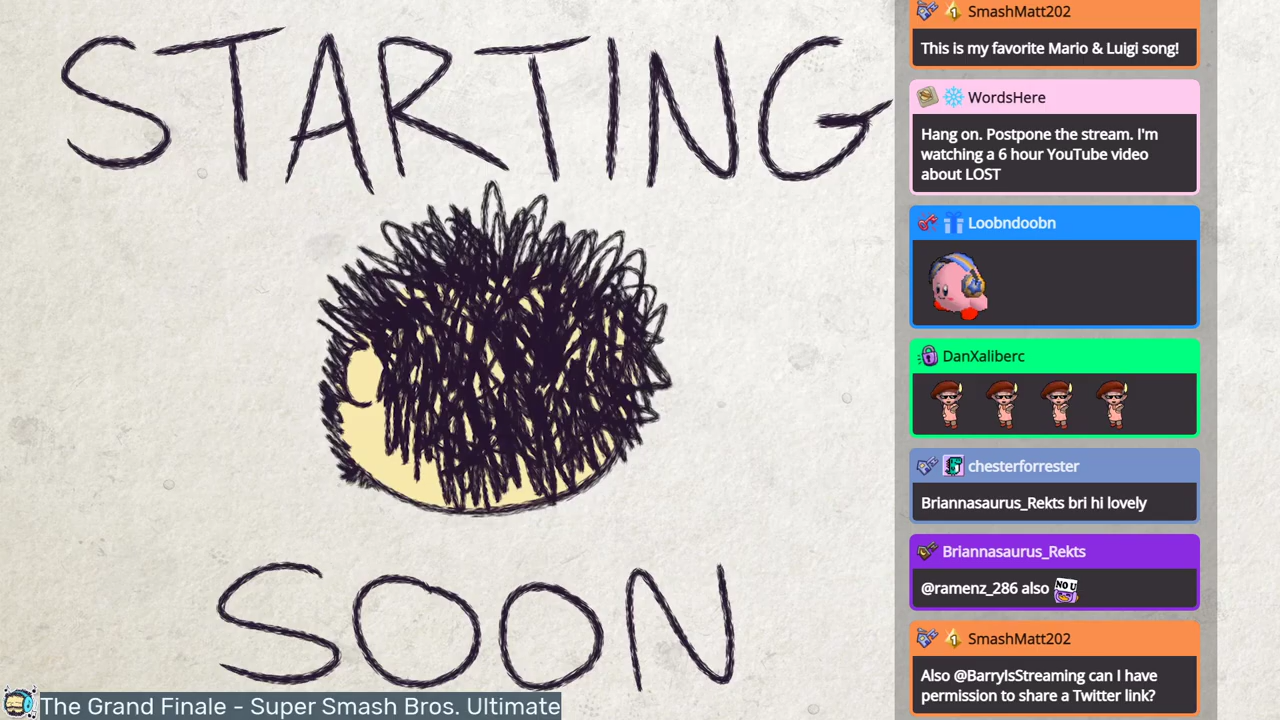 STARTING
SOON
The Grand Finale - Super Smash Bros. Ultimate
SmashMatt202
This is my favorite Mario & Luigi song!
WordsHere
Hang on. Postpone the stream. I'm
watching a 6 hour YouTube video
about LOST
Loobndoobn
DanXaliberc
chesterforrester
Briannasaurus_Rekts bri hi lovely
Briannasaurus_Rekts
@ramenz_286 also NO U
SmashMatt202
Also @BarryIsStreaming can I have
permission to share a Twitter link?